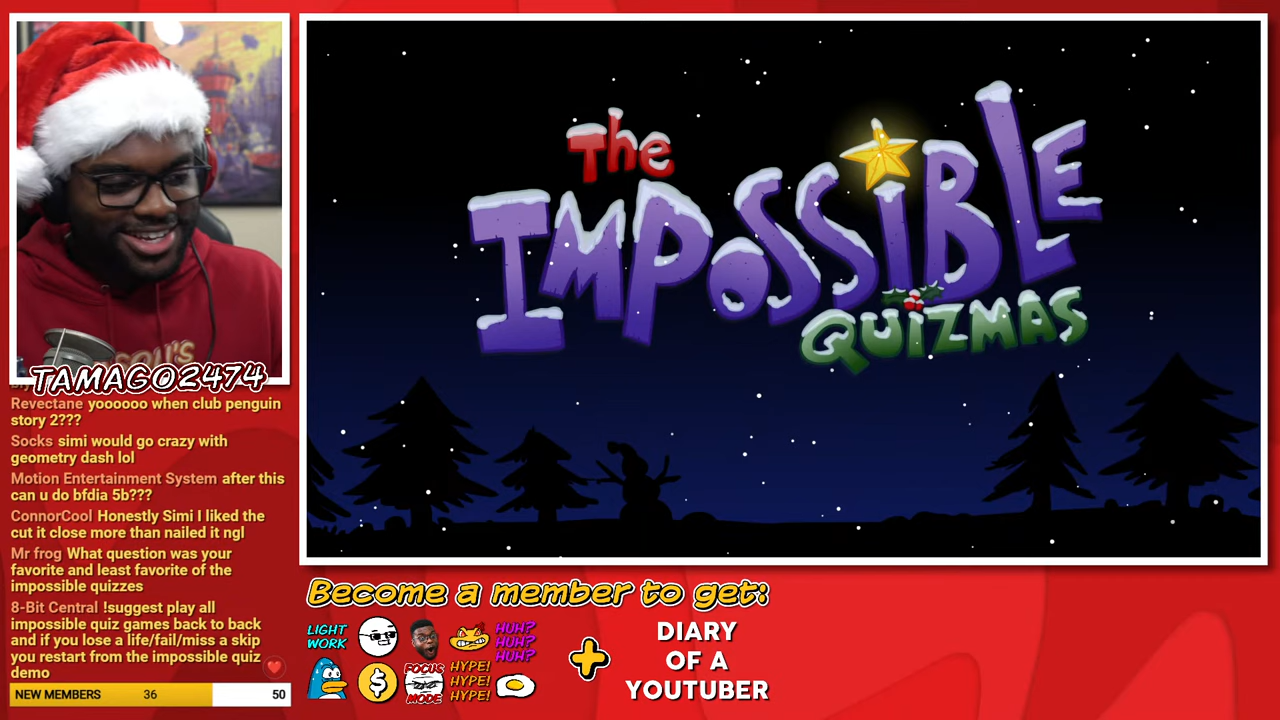 The
IMPOSSiBLE
QUiZMAS
TAMAGO2474
Revectane yoooooo when club penguin
story 2???
Socks simi would go crazy with
geometry dash lol
Motion Entertainment System after this
can u do bfdia 5b???
ConnorCool Honestly Simi I liked the
cut it close more than nailed it ngl
Mr frog What question was your
favorite and least favorite of the
impossible quizzes
8-Bit Central !suggest play all
impossible quiz games back to back
and if you lose a life/fail/miss a skip
you restart from the impossible quiz
demo
NEW MEMBERS 36 50
Become a member to get:
LIGHT
WORK
HUH?
HUH?
HUH?
$
FOCUS
MODE
HYPE!
HYPE!
HYPE!
+
DIARY
OF A
YOUTUBER